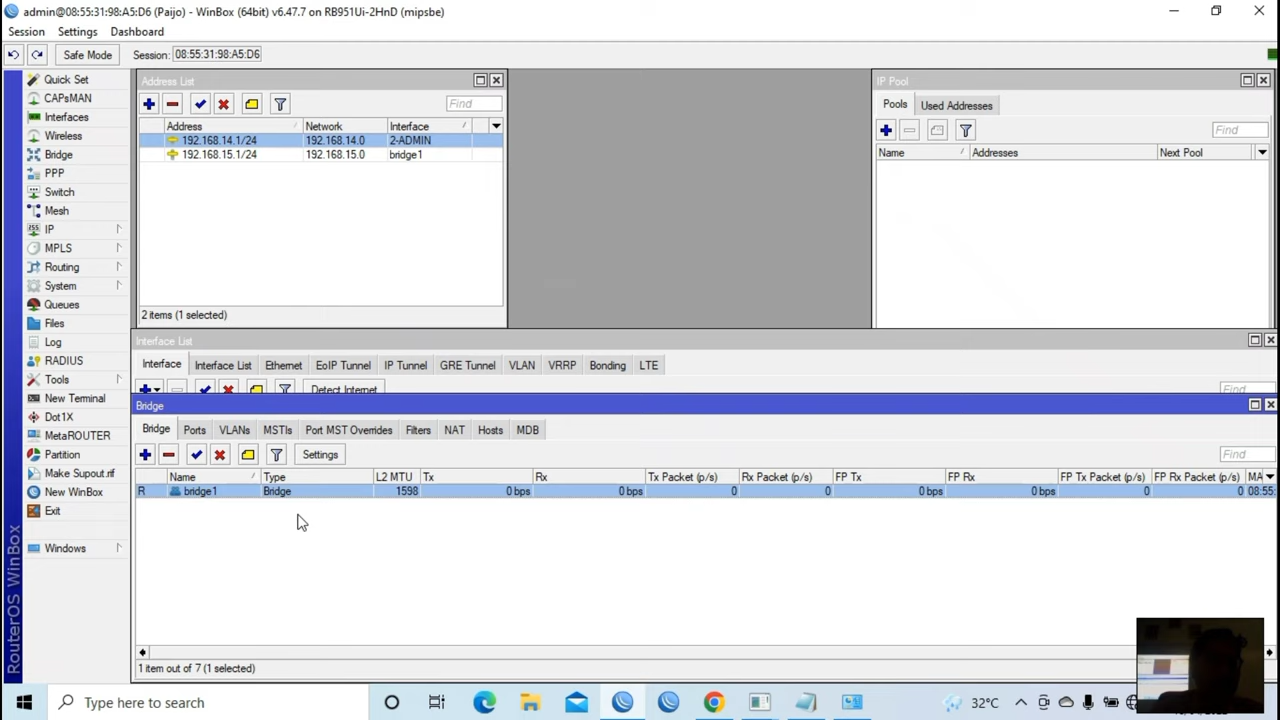 admin@08:55:31:98:A5:D6 (Paijo) - WinBox (64bit) v6.47.7 on RB951Ui-2HnD (mipsbe)
Session Settings Dashboard
Safe Mode Session: 08:55:31:98:A5:D6
Quick Set
CAPsMAN
Interfaces
Wireless
Bridge
PPP
Switch
Mesh
IP
MPLS
Routing
System
Queues
Files
Log
RADIUS
Tools
New Terminal
Dot1X
MetaROUTER
Partition
Make Supout.rif
New WinBox
Exit
Windows
RouterOS WinBox
Address List
Find
Address Network Interface
192.168.14.1/24 192.168.14.0 2-ADMIN
192.168.15.1/24 192.168.15.0 bridge1
2 items (1 selected)
IP Pool
Pools Used Addresses
Find
Name Addresses Next Pool
Interface List
Interface Interface List Ethernet EoIP Tunnel IP Tunnel GRE Tunnel VLAN VRRP Bonding LTE
Detect Internet Find
Bridge
Bridge Ports VLANs MSTIs Port MST Overrides Filters NAT Hosts MDB
Settings Find
Name Type L2 MTU Tx Rx Tx Packet (p/s) Rx Packet (p/s) FP Tx FP Rx FP Tx Packet (p/s) FP Rx Packet (p/s) MA
R bridge1 Bridge 1598 0 bps 0 bps 0 0 0 bps 0 bps 0 0 08:55:
1 item out of 7 (1 selected)
Type here to search
32°C